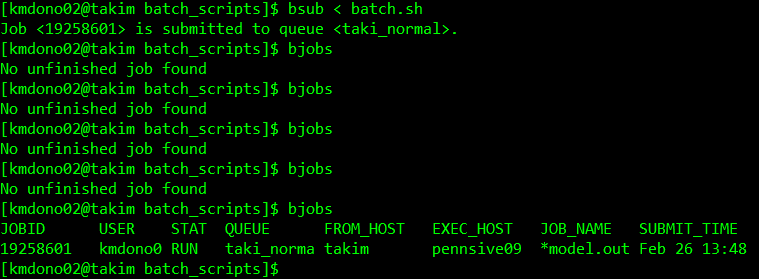 [kmdono02@takim batch_scripts]$ bsub < batch.sh
Job <19258601> is submitted to queue <taki_normal>.
[kmdono02@takim batch_scripts]$ bjobs
No unfinished job found
[kmdono02@takim batch_scripts]$ bjobs
No unfinished job found
[kmdono02@takim batch_scripts]$ bjobs
No unfinished job found
[kmdono02@takim batch_scripts]$ bjobs
No unfinished job found
[kmdono02@takim batch_scripts]$ bjobs
JOBID      USER    STAT  QUEUE      FROM_HOST   EXEC_HOST   JOB_NAME   SUBMIT_TIME
19258601   kmdono0 RUN   taki_norma takim       pennsive09  *model.out Feb 26 13:48
[kmdono02@takim batch_scripts]$